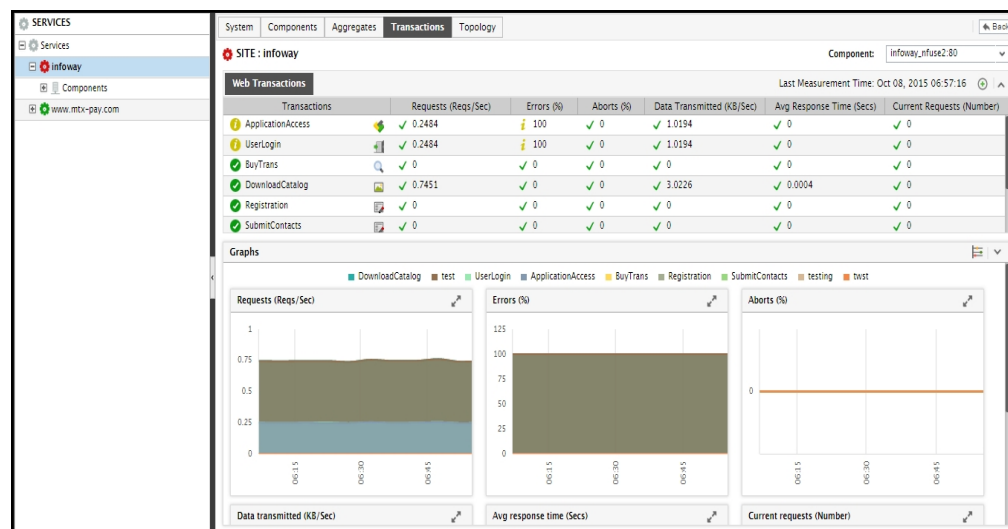 SERVICES
Services
infoway
Components
www.mtx-pay.com
System Components Aggregates Transactions Topology
Back
SITE : infoway
Component: infoway_nfuse2:80
Web Transactions
Last Measurement Time: Oct 08, 2015 06:57:16
Transactions Requests (Reqs/Sec) Errors (%) Aborts (%) Data Transmitted (KB/Sec) Avg Response Time (Secs) Current Requests (Number)
ApplicationAccess 0.2484 100 0 1.0194 0 0
UserLogin 0.2484 100 0 1.0194 0 0
BuyTrans 0 0 0 0 0 0
DownloadCatalog 0.7451 0 0 3.0226 0.0004 0
Registration 0 0 0 0 0 0
SubmitContacts 0 0 0 0 0 0
Graphs
DownloadCatalog test UserLogin ApplicationAccess BuyTrans Registration SubmitContacts testing twst
Requests (Reqs/Sec)
1
0.75
0.5
0.25
0
06:15 06:30 06:45
Errors (%)
125
100
75
50
25
0
06:15 06:30 06:45
Aborts (%)
0
06:15 06:30 06:45
Data transmitted (KB/Sec)
Avg response time (Secs)
Current requests (Number)